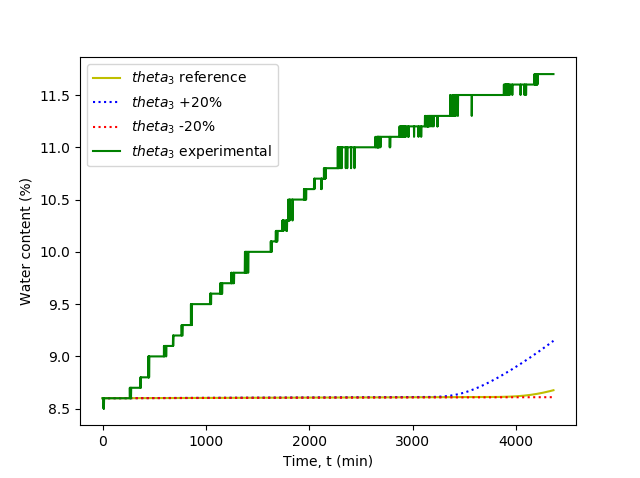 theta₃ reference
theta₃ +20%
theta₃ -20%
theta₃ experimental
11.5
11.0
10.5
10.0
9.5
9.0
8.5
Water content (%)
0 1000 2000 3000 4000
Time, t (min)